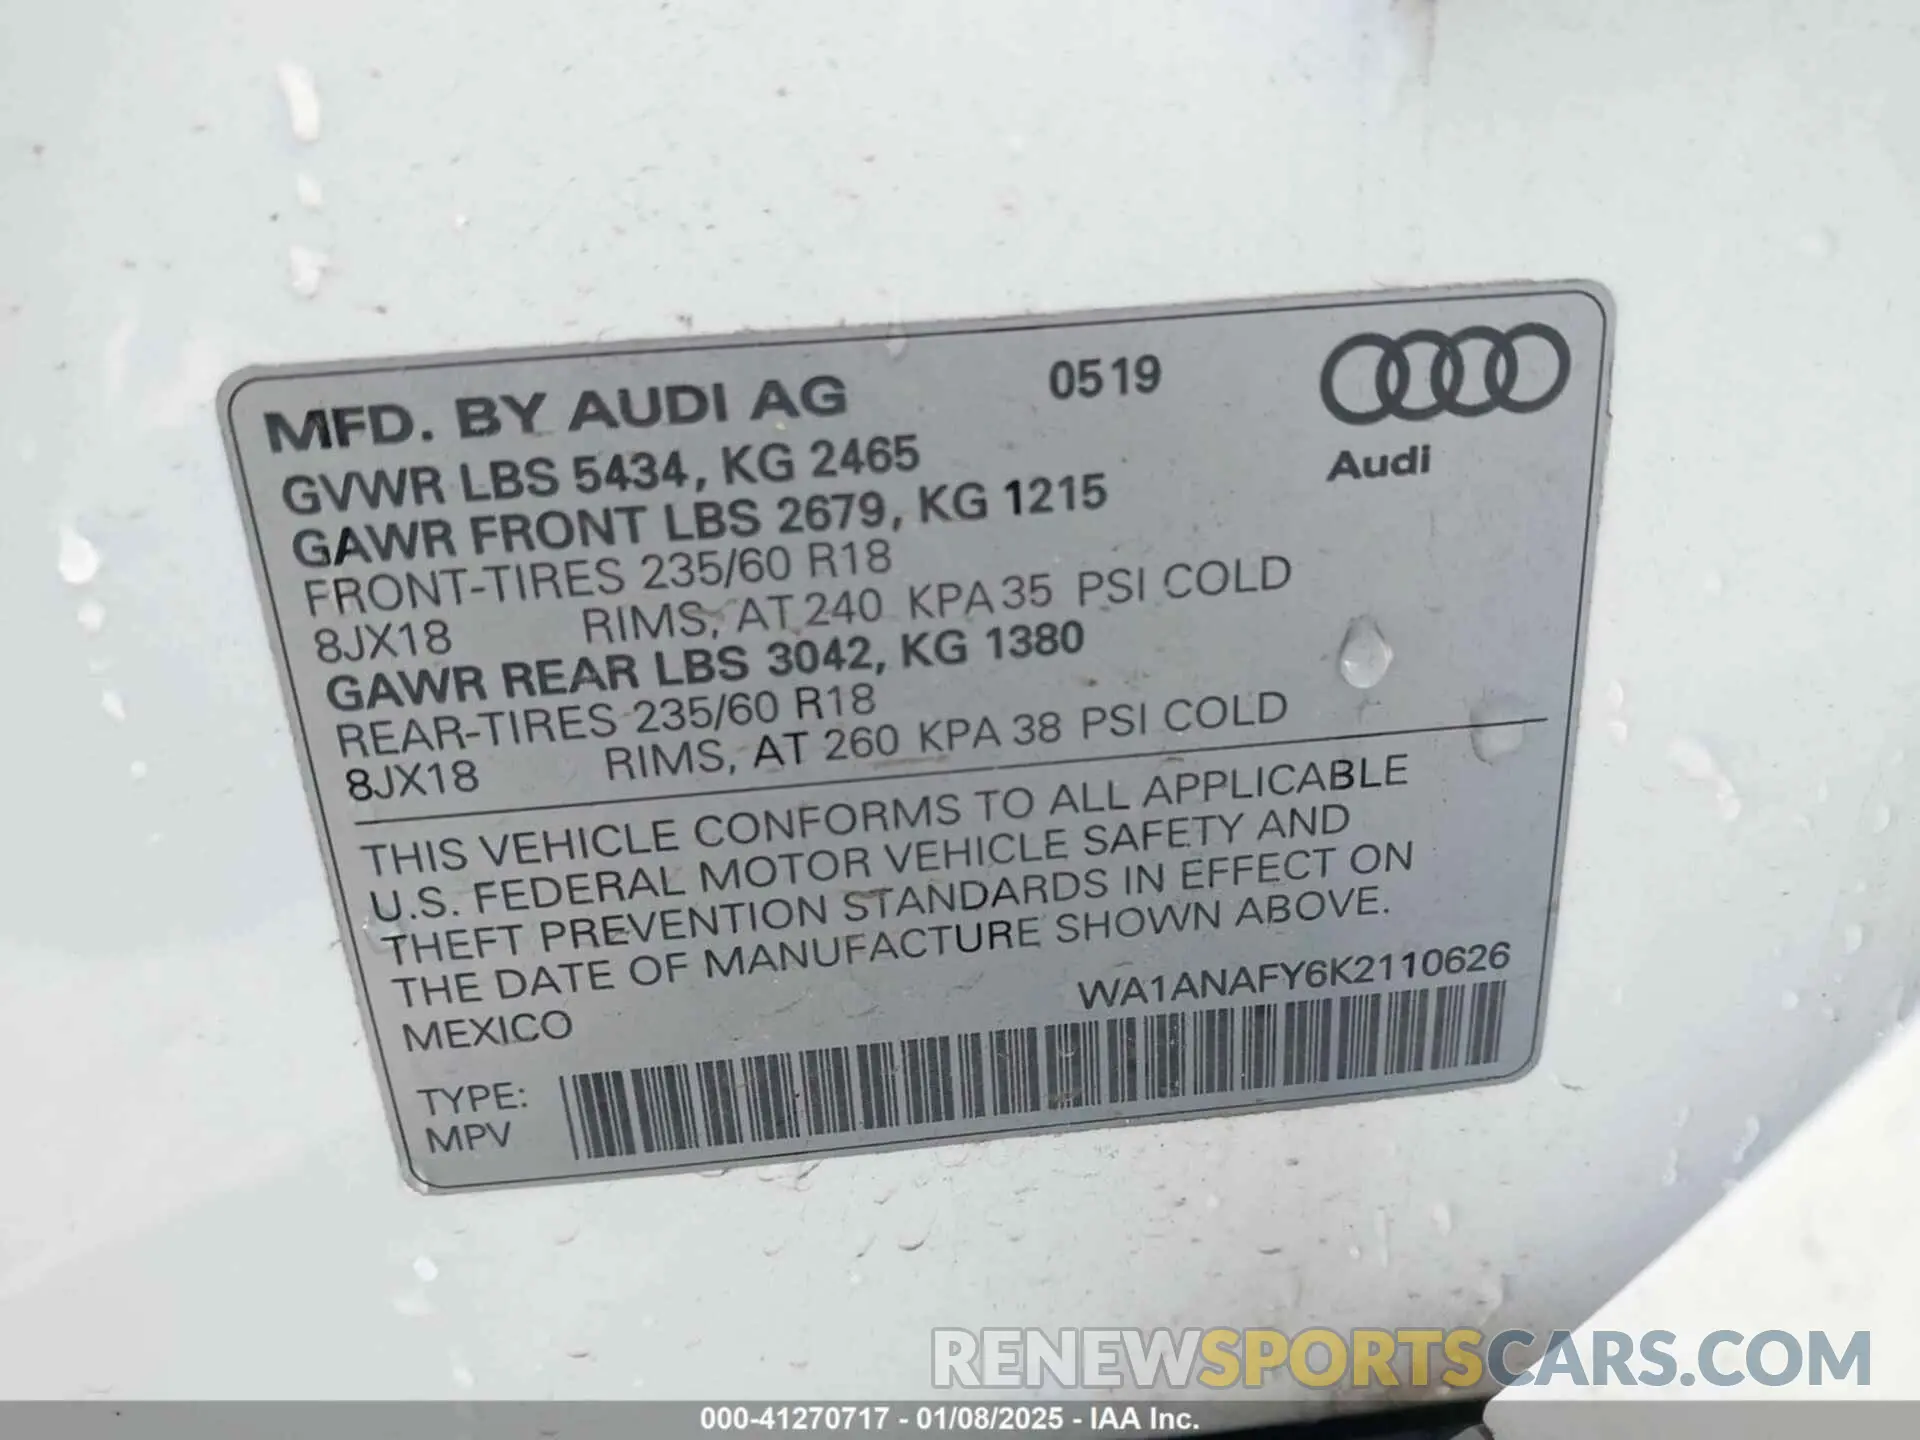 MFD. BY AUDI AG 0519
GVWR LBS 5434, KG 2465
Audi
GAWR FRONT LBS 2679, KG 1215
FRONT-TIRES 235/60 R18
8JX18 RIMS, AT 240 KPA 35 PSI COLD
GAWR REAR LBS 3042, KG 1380
REAR-TIRES 235/60 R18
8JX18 RIMS, AT 260 KPA 38 PSI COLD
THIS VEHICLE CONFORMS TO ALL APPLICABLE
U.S. FEDERAL MOTOR VEHICLE SAFETY AND
THEFT PREVENTION STANDARDS IN EFFECT ON
THE DATE OF MANUFACTURE SHOWN ABOVE.
MEXICO WA1ANAFY6K2110626
TYPE:
MPV
RENEWSPORTSCARS.COM
000-41270717 - 01/08/2025 - IAA Inc.